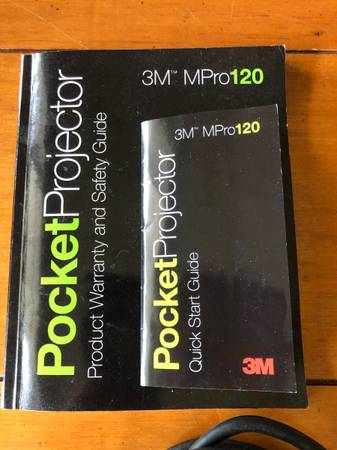 3M™ MPro120
PocketProjector
Product Warranty and Safety Guide
3M™ MPro120
PocketProjector
Quick Start Guide
3M